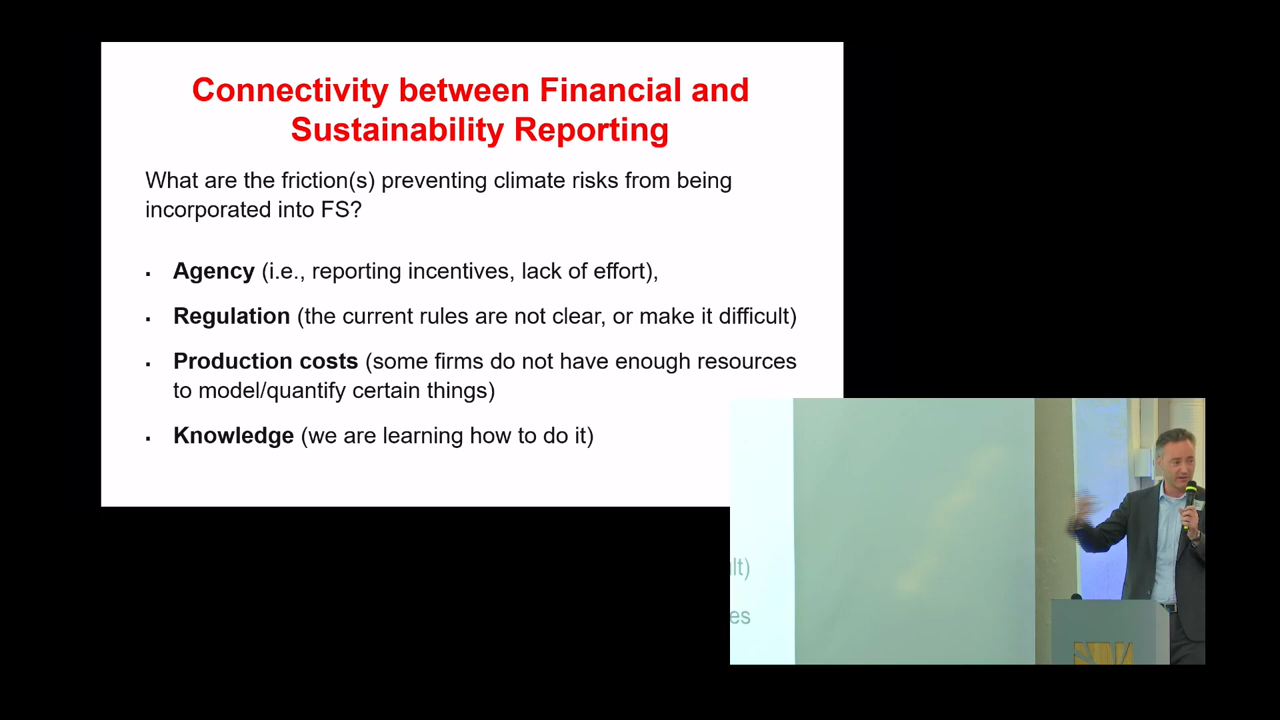 Connectivity between Financial and
Sustainability Reporting
What are the friction(s) preventing climate risks from being
incorporated into FS?
▪ Agency (i.e., reporting incentives, lack of effort),
▪ Regulation (the current rules are not clear, or make it difficult)
▪ Production costs (some firms do not have enough resources
to model/quantify certain things)
▪ Knowledge (we are learning how to do it)
lt)
es